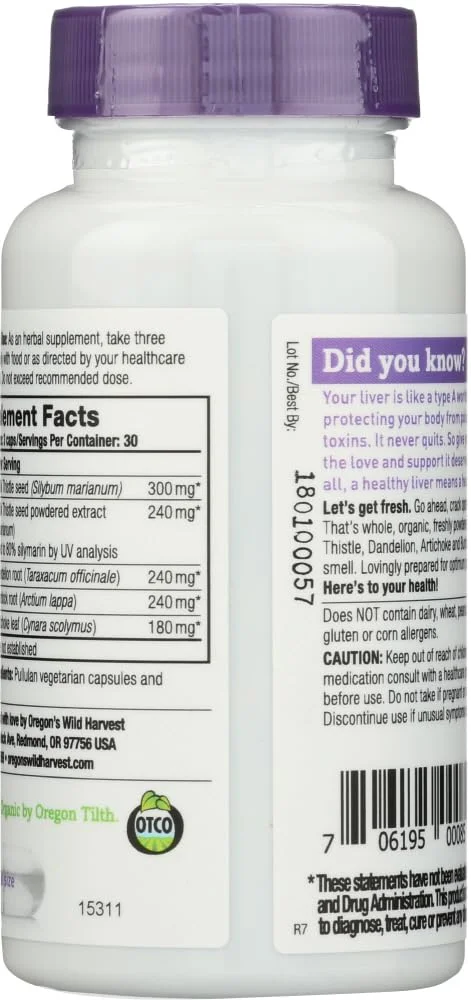 As an herbal supplement, take three
with food or as directed by your healthcare
Do not exceed recommended dose.
Facts
caps/Servings Per Container: 30
Serving
Thistle seed (Silybum marianum) 300 mg*
Thistle seed powdered extract 240 mg*
to 80% silymarin by UV analysis
root (Taraxacum officinale) 240 mg*
root (Arctium lappa) 240 mg*
leaf (Cynara scolymus) 180 mg*
not established
Pullulan vegetarian capsules and
with love by Oregon's Wild Harvest
Ave, Redmond, OR 97756 USA
• oregonswildharvest.com
Organic by Oregon Tilth.
OTCO
size
15311
Lot No./Best By:
180100057
Did you know?
Your liver is like a type A
protecting your body from
toxins. It never quits. So give
the love and support it
all, a healthy liver means a
Let's get fresh. Go ahead, crack
That's whole, organic, freshly
Thistle, Dandelion, Artichoke and
smell. Lovingly prepared for
Here's to your health!
Does NOT contain dairy, wheat,
gluten or corn allergens.
CAUTION: Keep out of reach of
medication consult with a healthcare
before use. Do not take if pregnant
Discontinue if unusual
7 06195 0008
*These statements have not been
and Drug Administration. This
R7 to diagnose, treat, cure or prevent any